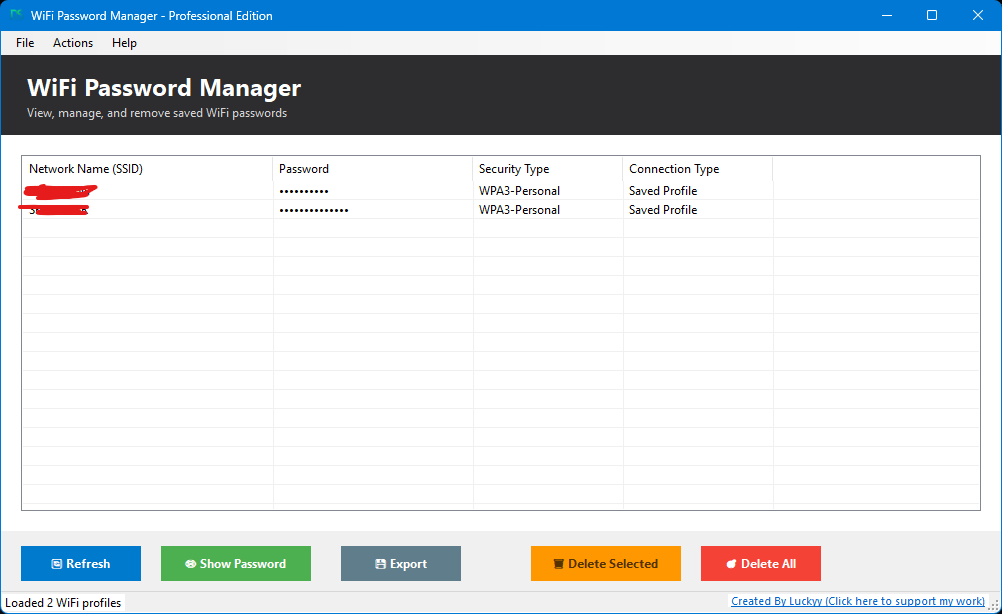 WiFi Password Manager - Professional Edition
File Actions Help
WiFi Password Manager
View, manage, and remove saved WiFi passwords
Network Name (SSID) Password Security Type Connection Type
•••••••••• WPA3-Personal Saved Profile
•••••••••••••• WPA3-Personal Saved Profile
Refresh Show Password Export Delete Selected Delete All
Loaded 2 WiFi profiles Created By Luckyy (Click here to support my work)